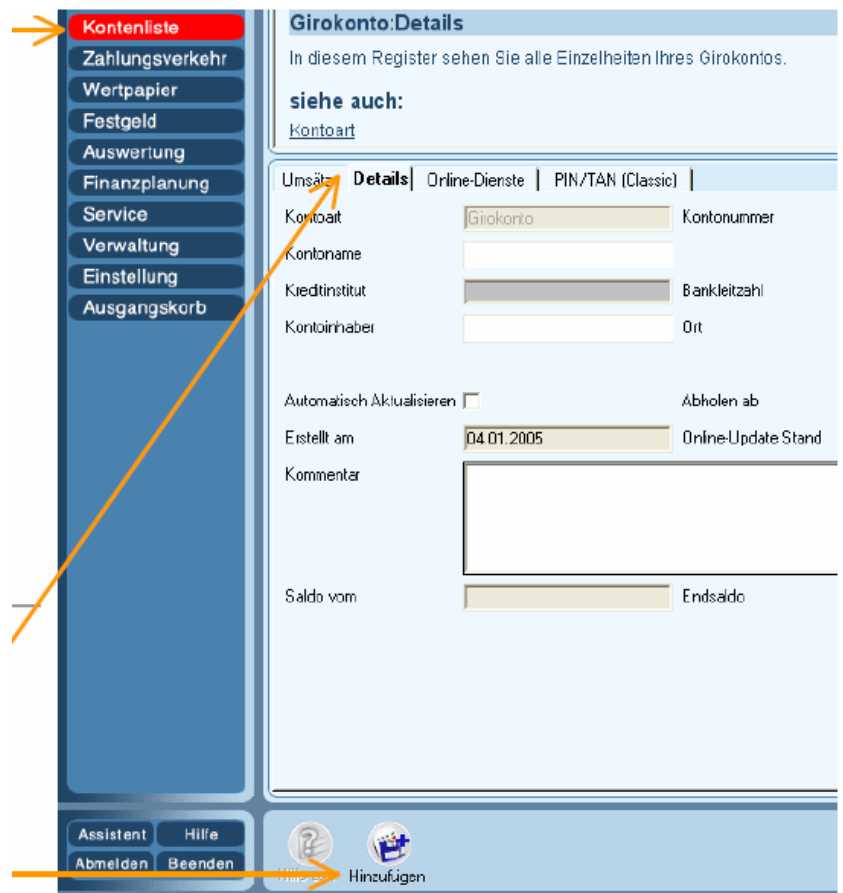 Kontenliste
Zahlungsverkehr
Wertpapier
Festgeld
Auswertung
Finanzplanung
Service
Verwaltung
Einstellung
Ausgangskorb
Girokonto:Details
In diesem Register sehen Sie alle Einzelheiten Ihres Girokontos.
siehe auch:
Kontoart
Details Online-Dienste PIN/TAN (Classic)
Kontoart Girokonto Kontonummer
Kontoname
Kreditinstitut Bankleitzahl
Kontoinhaber Ort
Automatisch Aktualisieren Abholen ab
Erstellt am 04.01.2005 Online-Update Stand
Kommentar
Saldo vom Endsaldo
Assistent Hilfe
Abmelden Beenden
Hinzufügen